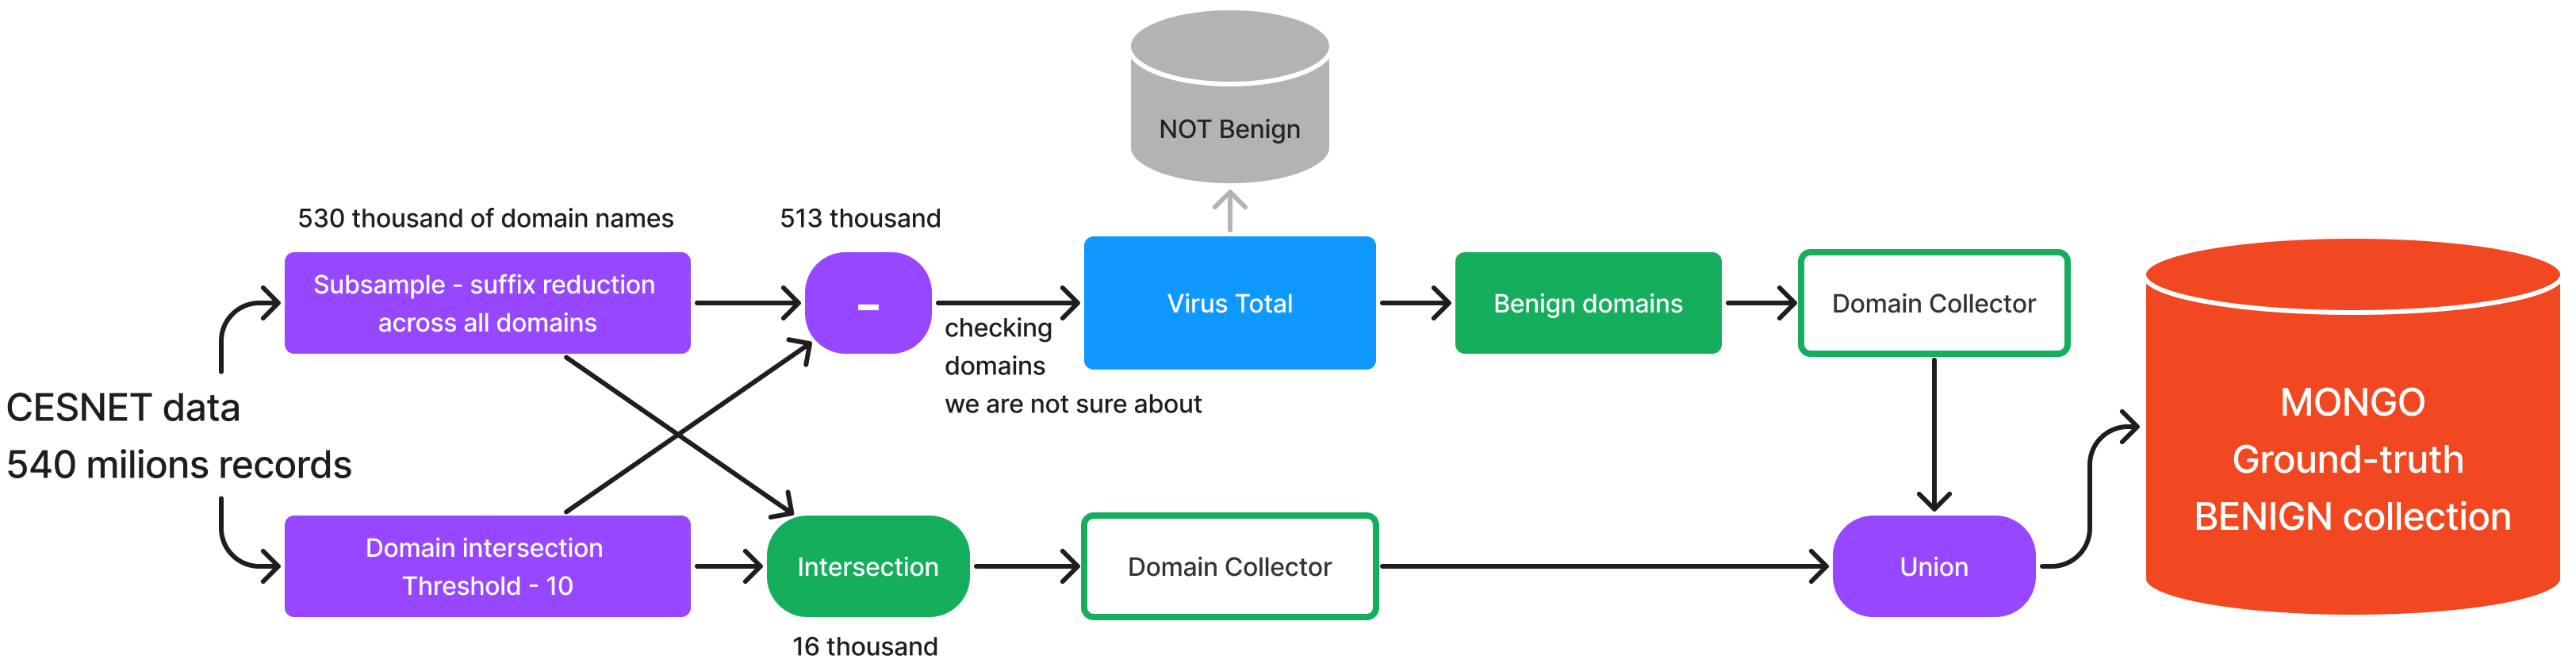 NOT Benign
530 thousand of domain names
513 thousand
Subsample - suffix reduction
across all domains
-
Virus Total
Benign domains
Domain Collector
checking
domains
we are not sure about
CESNET data
540 milions records
MONGO
Ground-truth
BENIGN collection
Domain intersection
Threshold - 10
Intersection
Domain Collector
Union
16 thousand